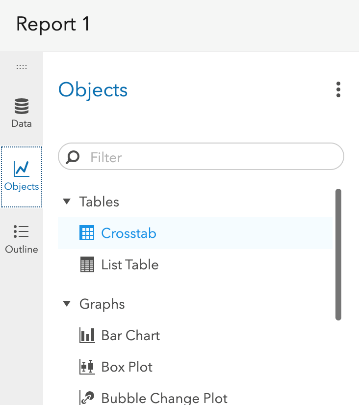 Report 1
Objects
Data
Filter
Objects
Tables
Crosstab
List Table
Outline
Graphs
Bar Chart
Box Plot
Bubble Change Plot